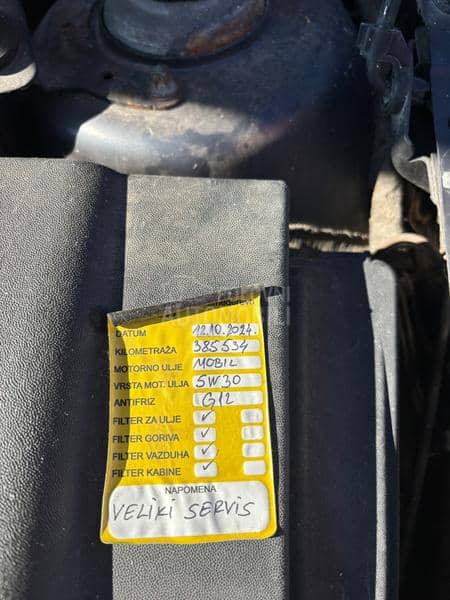 DATUM 12.10.2024.
KILOMETRAŽA 385534
MOTORNO ULJE MOBIL
VRSTA MOT. ULJA 5W30
ANTIFRIZ G12
FILTER ZA ULJE ✓
FILTER GORIVA ✓
FILTER VAZDUHA ✓
FILTER KABINE ✓
NAPOMENA
VELIKI SERVIS